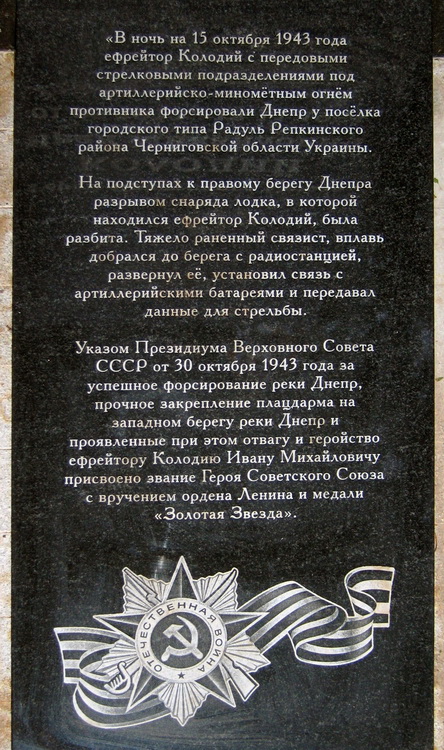 «В ночь на 15 октября 1943 года
ефрейтор Колодий с передовыми
стрелковыми подразделениями под
артиллерийско-миномётным огнём
противника форсировали Днепр у посёлка
городского типа Радуль Репкинского
района Черниговской области Украины.
На подступах к правому берегу Днепра
разрывом снаряда лодка, в которой
находился ефрейтор Колодий, была
разбита. Тяжело раненный связист, вплавь
добрался до берега с радиостанцией,
развернул её, установил связь с
артиллерийскими батареями и передавал
данные для стрельбы.
Указом Президиума Верховного Совета
СССР от 30 октября 1943 года за
успешное форсирование реки Днепр,
прочное закрепление плацдарма на
западном берегу реки Днепр и
проявленные при этом отвагу и геройство
ефрейтору Колодию Ивану Михайловичу
присвоено звание Героя Советского Союза
с вручением ордена Ленина и медали
«Золотая Звезда».
ОТЕЧЕСТВЕННАЯ ВОЙНА